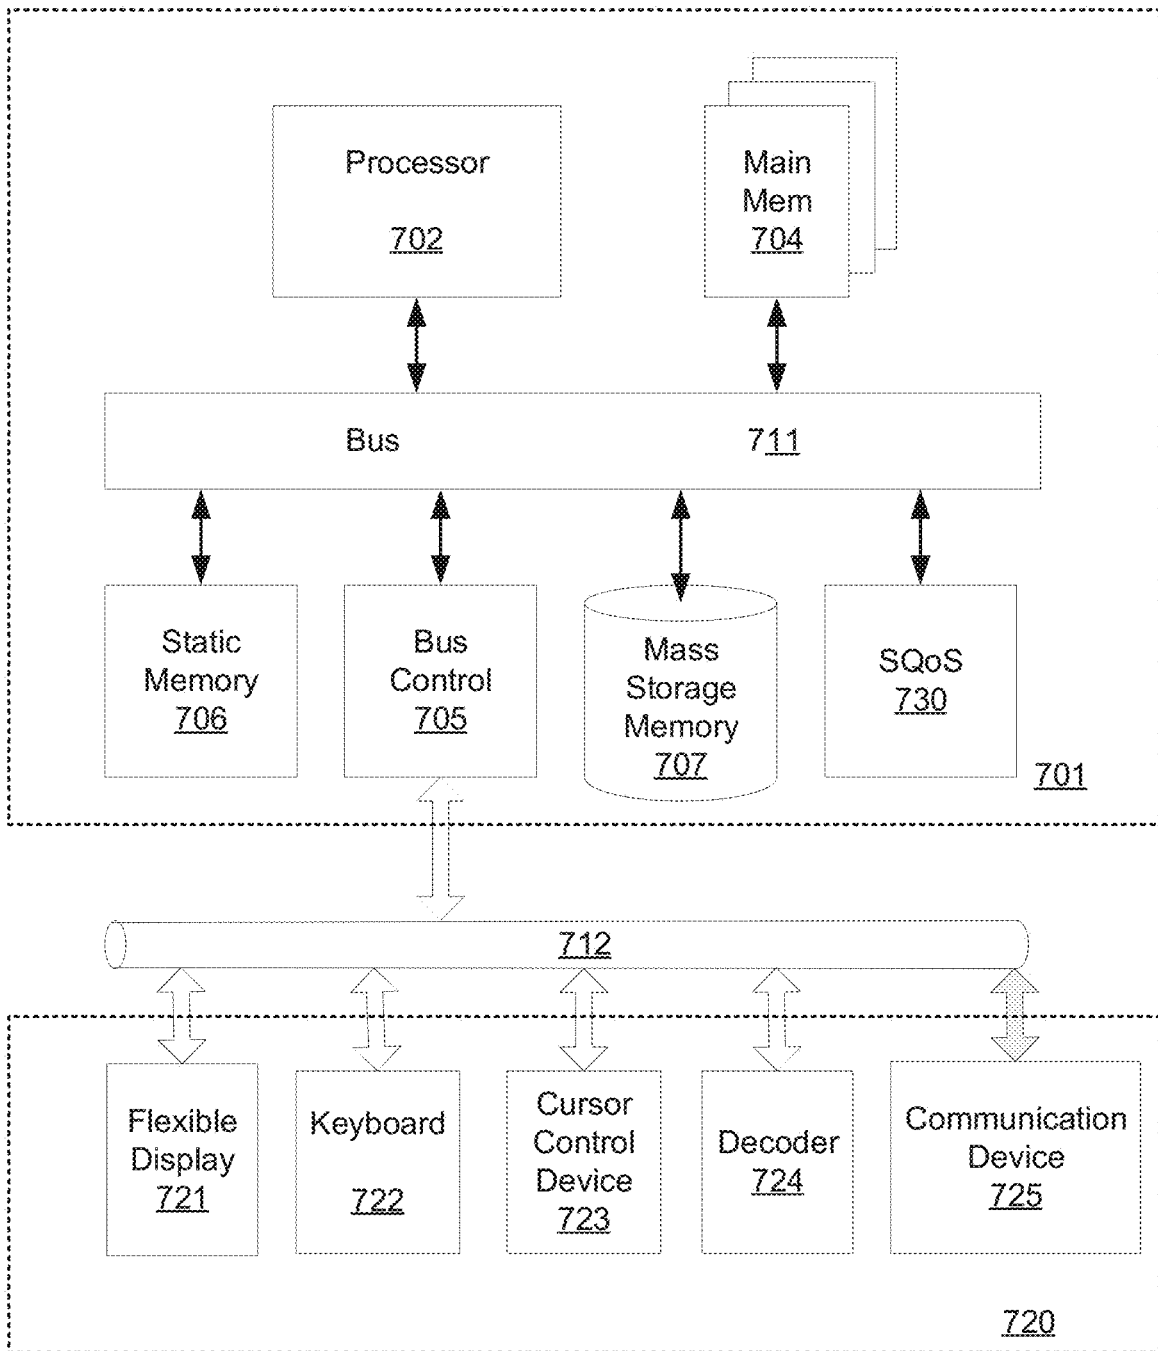 Processor
702
Main
Mem
704
Bus 711
Static
Memory
706
Bus
Control
705
Mass
Storage
Memory
707
SQoS
730
701
712
Flexible
Display
721
Keyboard
722
Cursor
Control
Device
723
Decoder
724
Communication
Device
725
720